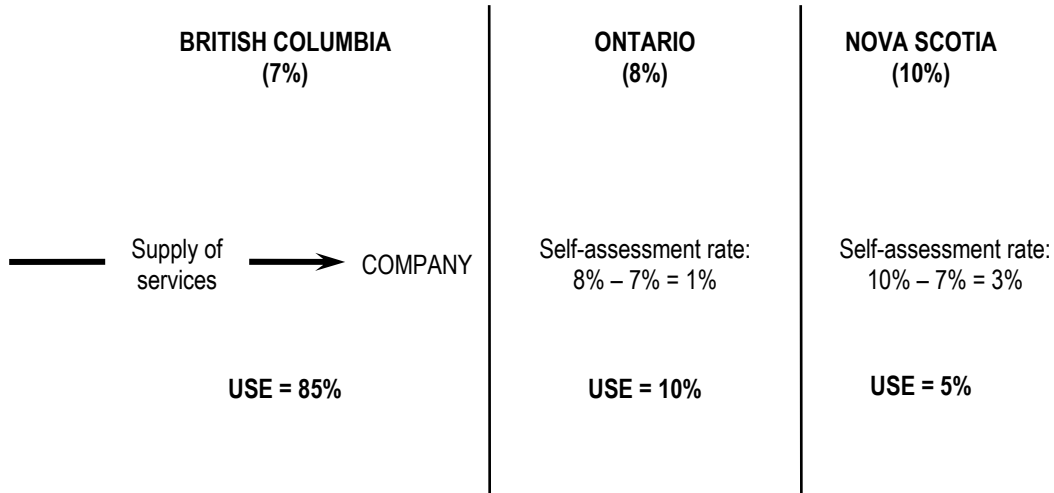 BRITISH COLUMBIA
(7%)
ONTARIO
(8%)
NOVA SCOTIA
(10%)
Supply of
services
COMPANY
Self-assessment rate:
8% – 7% = 1%
Self-assessment rate:
10% – 7% = 3%
USE = 85%
USE = 10%
USE = 5%